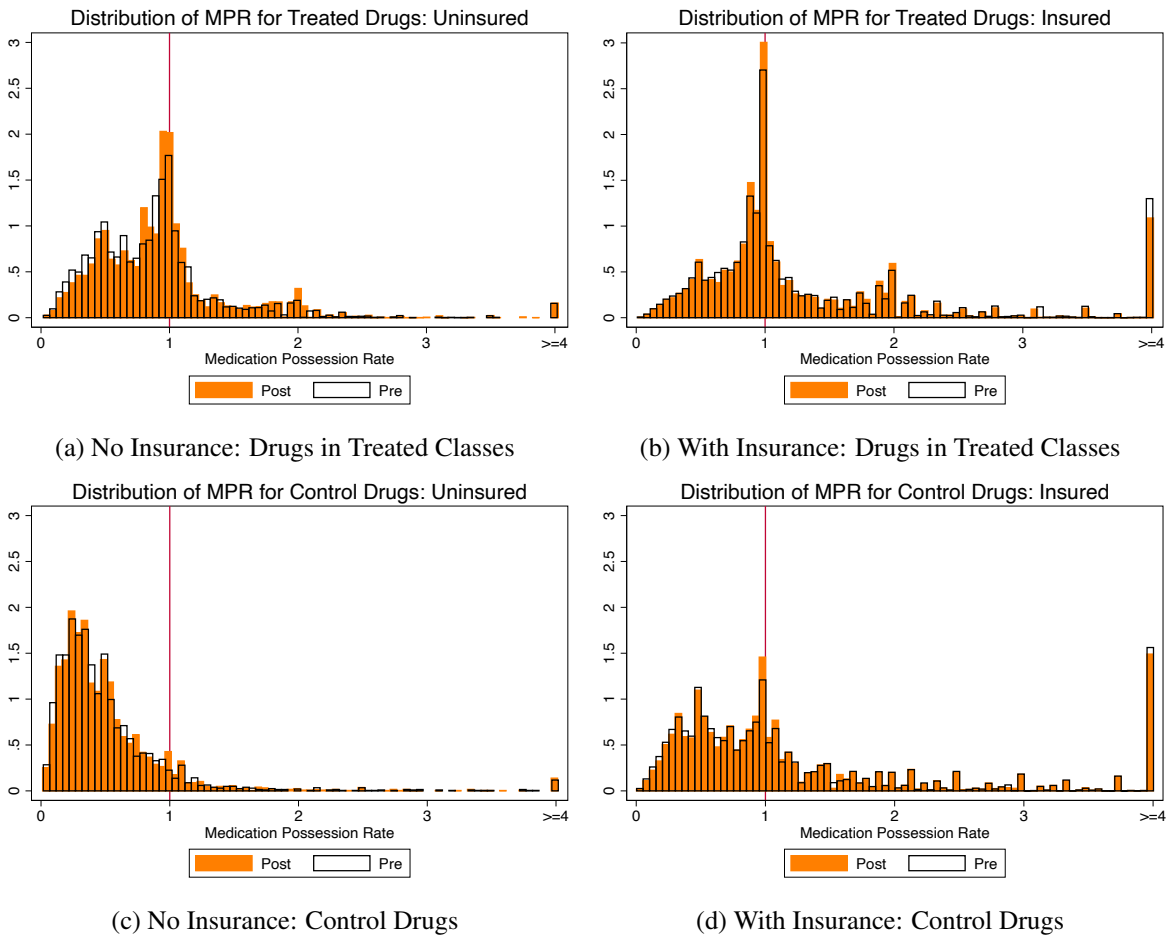 Distribution of MPR for Treated Drugs: Uninsured
3
2.5
2
1.5
1
.5
0
0 1 2 3 >=4
Medication Possession Rate
Post Pre
(a) No Insurance: Drugs in Treated Classes
Distribution of MPR for Treated Drugs: Insured
3
2.5
2
1.5
1
.5
0
0 1 2 3 >=4
Medication Possession Rate
Post Pre
(b) With Insurance: Drugs in Treated Classes
Distribution of MPR for Control Drugs: Uninsured
3
2.5
2
1.5
1
.5
0
0 1 2 3 >=4
Medication Possession Rate
Post Pre
(c) No Insurance: Control Drugs
Distribution of MPR for Control Drugs: Insured
3
2.5
2
1.5
1
.5
0
0 1 2 3 >=4
Medication Possession Rate
Post Pre
(d) With Insurance: Control Drugs